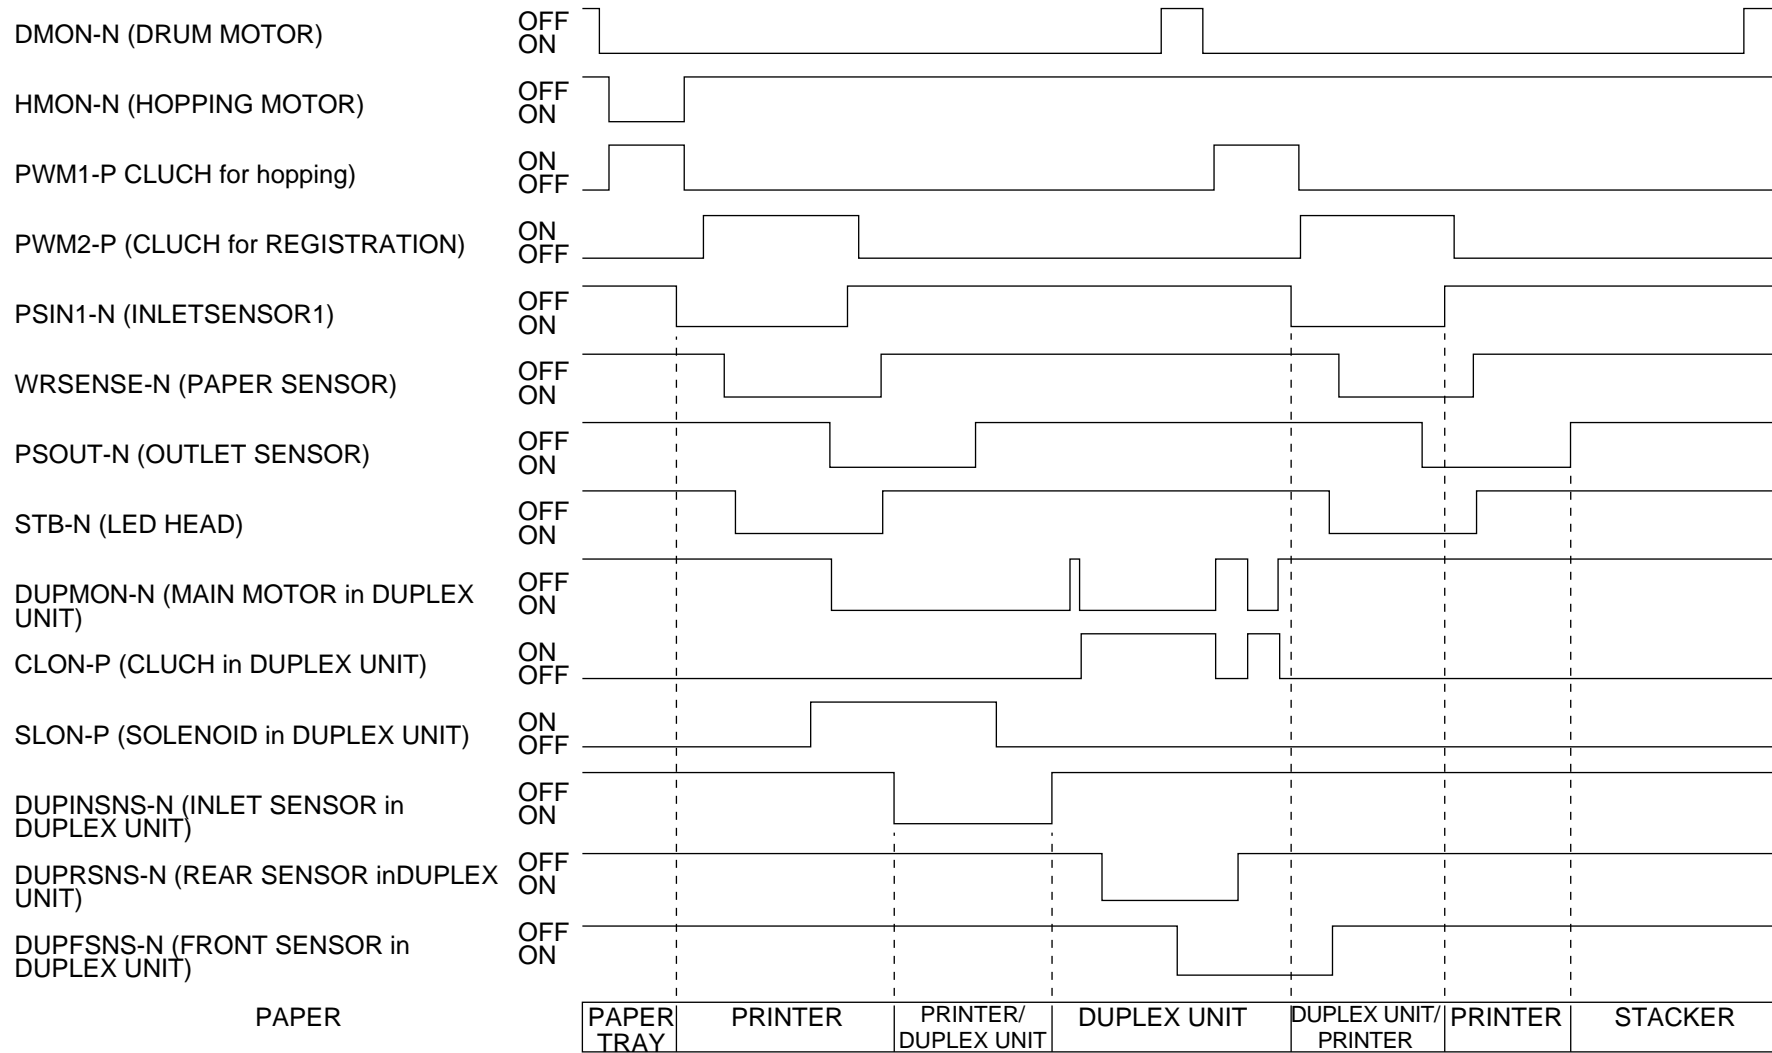 DMON-N (DRUM MOTOR)
OFF
ON
HMON-N (HOPPING MOTOR)
OFF
ON
PWM1-P CLUCH for hopping)
ON
OFF
PWM2-P (CLUCH for REGISTRATION)
ON
OFF
PSIN1-N (INLETSENSOR1)
OFF
ON
WRSENSE-N (PAPER SENSOR)
OFF
ON
PSOUT-N (OUTLET SENSOR)
OFF
ON
STB-N (LED HEAD)
OFF
ON
DUPMON-N (MAIN MOTOR in DUPLEX
UNIT)
OFF
ON
CLON-P (CLUCH in DUPLEX UNIT)
ON
OFF
SLON-P (SOLENOID in DUPLEX UNIT)
ON
OFF
DUPINSNS-N (INLET SENSOR in
DUPLEX UNIT)
OFF
ON
DUPRSNS-N (REAR SENSOR inDUPLEX
UNIT)
OFF
ON
DUPFSNS-N (FRONT SENSOR in
DUPLEX UNIT)
OFF
ON
PAPER
PAPER
TRAY
PRINTER
PRINTER/
DUPLEX UNIT
DUPLEX UNIT
DUPLEX UNIT/
PRINTER
PRINTER
STACKER